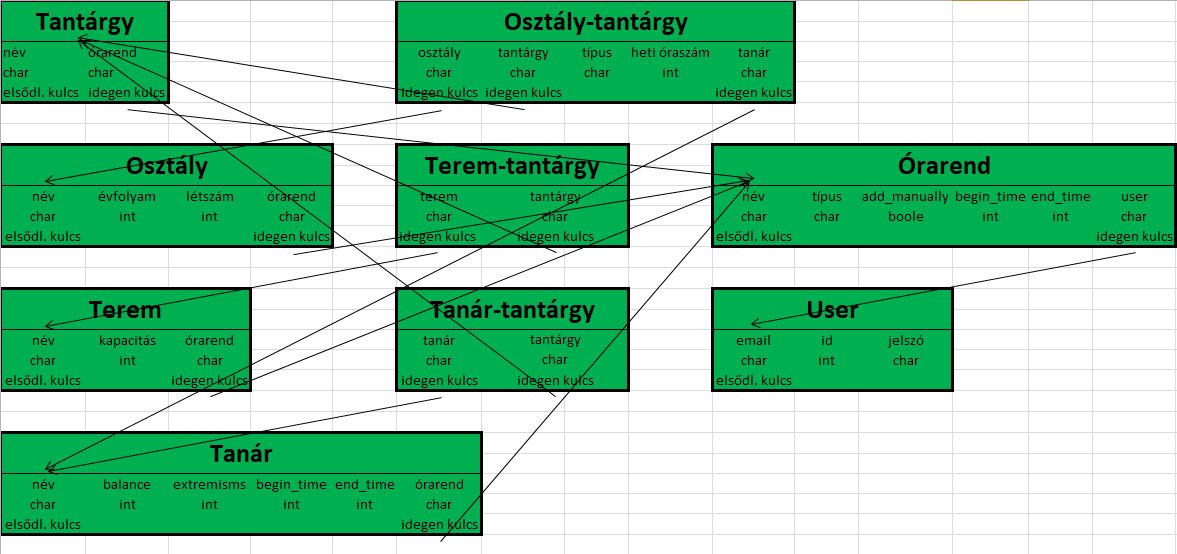 Tantárgy
név órarend
char char
elsődl. kulcs idegen kulcs
Osztály-tantárgy
osztály tantárgy típus heti óraszám tanár
char char char int char
idegen kulcs idegen kulcs idegen kulcs
Osztály
név évfolyam létszám órarend
char int int char
elsődl. kulcs idegen kulcs
Terem-tantárgy
terem tantárgy
char char
idegen kulcs idegen kulcs
Órarend
név típus add_manually begin_time end_time user
char char boole int int char
elsődl. kulcs idegen kulcs
Terem
név kapacitás órarend
char int char
elsődl. kulcs idegen kulcs
Tanár-tantárgy
tanár tantárgy
char char
idegen kulcs idegen kulcs
User
email id jelszó
char int char
elsődl. kulcs
Tanár
név balance extremisms begin_time end_time órarend
char int int int int char
elsődl. kulcs idegen kulcs